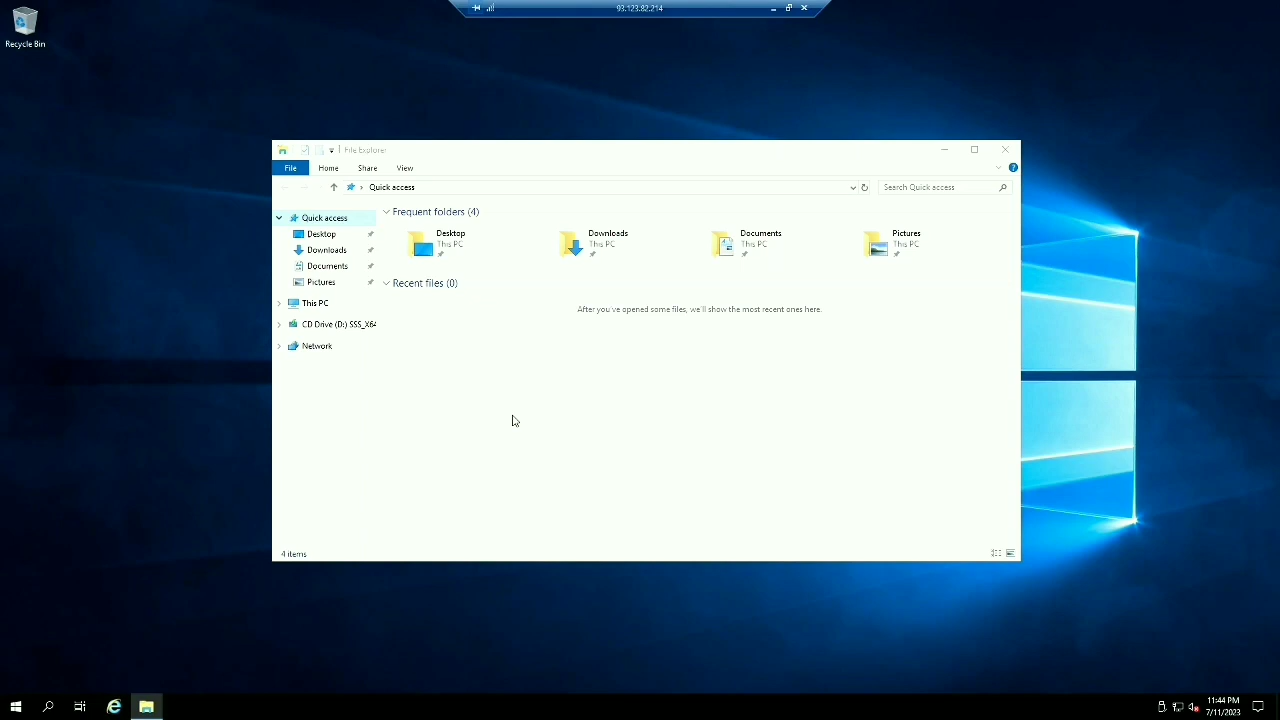 93.123.82.214
Recycle Bin
File Explorer
File Home Share View
Quick access
Search Quick access
Quick access
Desktop
Downloads
Documents
Pictures
This PC
CD Drive (D:) SSS_X64
Network
Frequent folders (4)
Desktop
This PC
Downloads
This PC
Documents
This PC
Pictures
This PC
Recent files (0)
After you've opened some files, we'll show the most recent ones here.
4 items
11:44 PM
7/11/2023